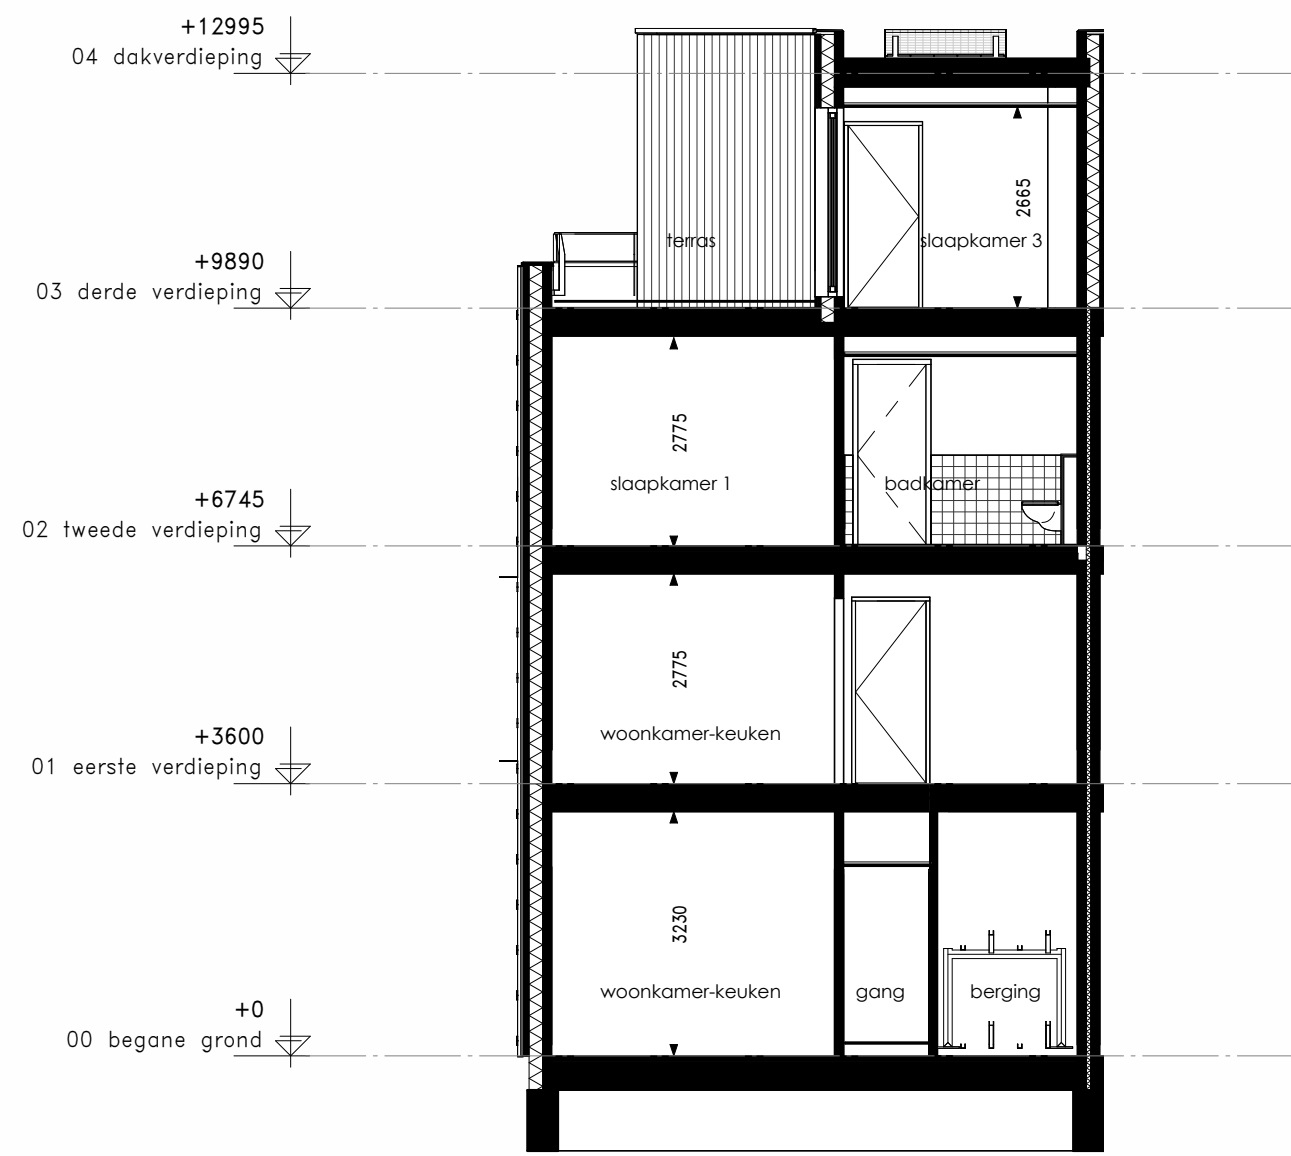 +12995
04 dakverdieping
2665
terras
slaapkamer 3
+9890
03 derde verdieping
2775
slaapkamer 1
badkamer
+6745
02 tweede verdieping
2775
woonkamer-keuken
+3600
01 eerste verdieping
3230
woonkamer-keuken
gang
berging
+0
00 begane grond